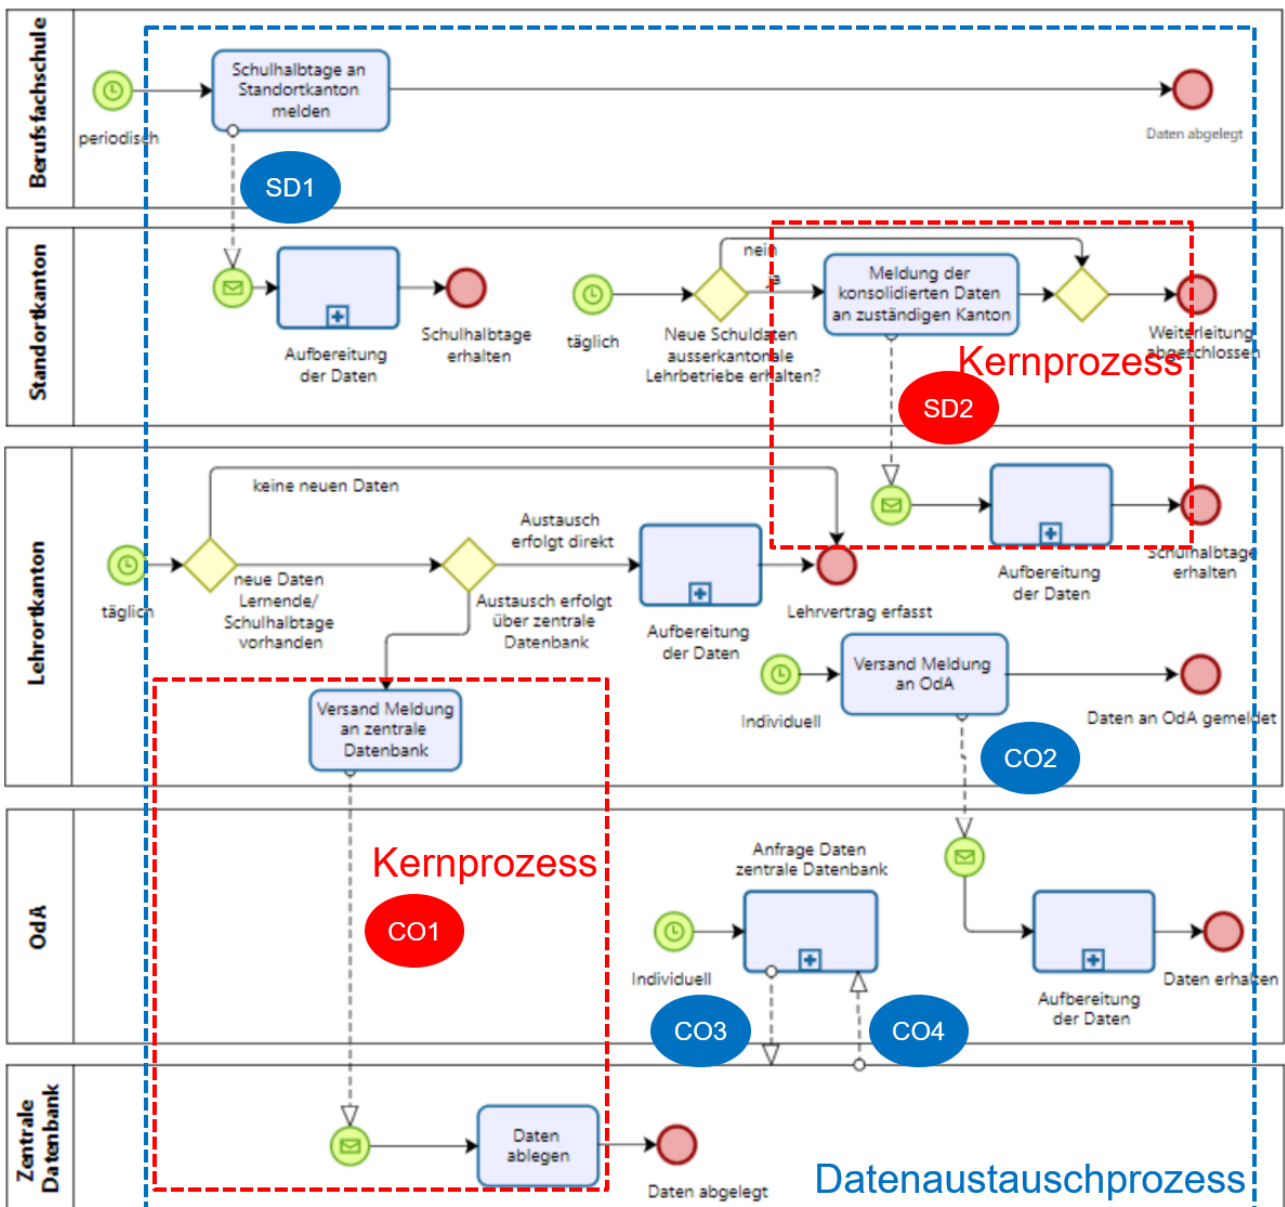 Berufsfachschule
Schulhalbtage an
Standortkanton
melden
periodisch
Daten abgelegt
SD1
Standortkanton
Aufbereitung
der Daten
Schulhalbtage
erhalten
täglich
nein
ja
Neue Schuldaten
ausserkantonale
Lehrbetriebe erhalten?
Meldung der
konsolidierten Daten
an zuständigen Kanton
Weiterleitung
abgeschlossen
Kernprozess
SD2
Lehrortkanton
keine neuen Daten
täglich
neue Daten
Lernende/
Schulhalbtage
vorhanden
Austausch
erfolgt direkt
Austausch erfolgt
über zentrale
Datenbank
Aufbereitung
der Daten
Lehrvertrag erfasst
Aufbereitung
der Daten
Schulhalbtage
erhalten
Versand Meldung
an zentrale
Datenbank
Individuell
Versand Meldung
an OdA
Daten an OdA gemeldet
CO2
OdA
Kernprozess
CO1
Anfrage Daten
zentrale Datenbank
Individuell
CO3
CO4
Aufbereitung
der Daten
Daten erhalten
Zentrale
Datenbank
Daten
ablegen
Daten abgelegt
Datenaustauschprozess